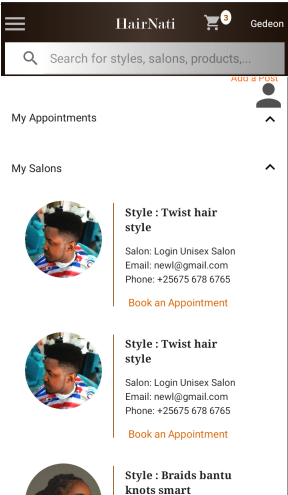 HairNati
3
Gedeon
Search for styles, salons, products,...
Add a Post
My Appointments
My Salons
Style : Twist hair
style
Salon: Login Unisex Salon
Email: newl@gmail.com
Phone: +25675 678 6765
Book an Appointment
Style : Twist hair
style
Salon: Login Unisex Salon
Email: newl@gmail.com
Phone: +25675 678 6765
Book an Appointment
Style : Braids bantu
knots smart